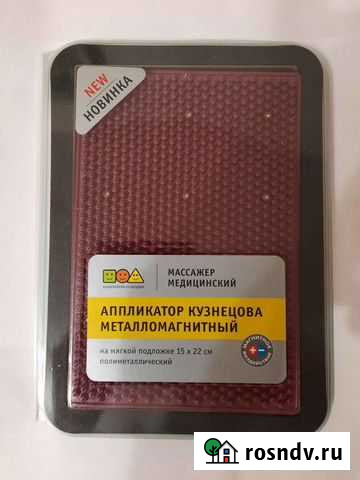 NEW
НОВИНКА
МАССАЖЕР
МЕДИЦИНСКИЙ
АППЛИКАТОР КУЗНЕЦОВА
МЕТАЛЛОМАГНИТНЫЙ
на мягкой подложке 15 x 22 см
полиметаллический
rosndv.ru